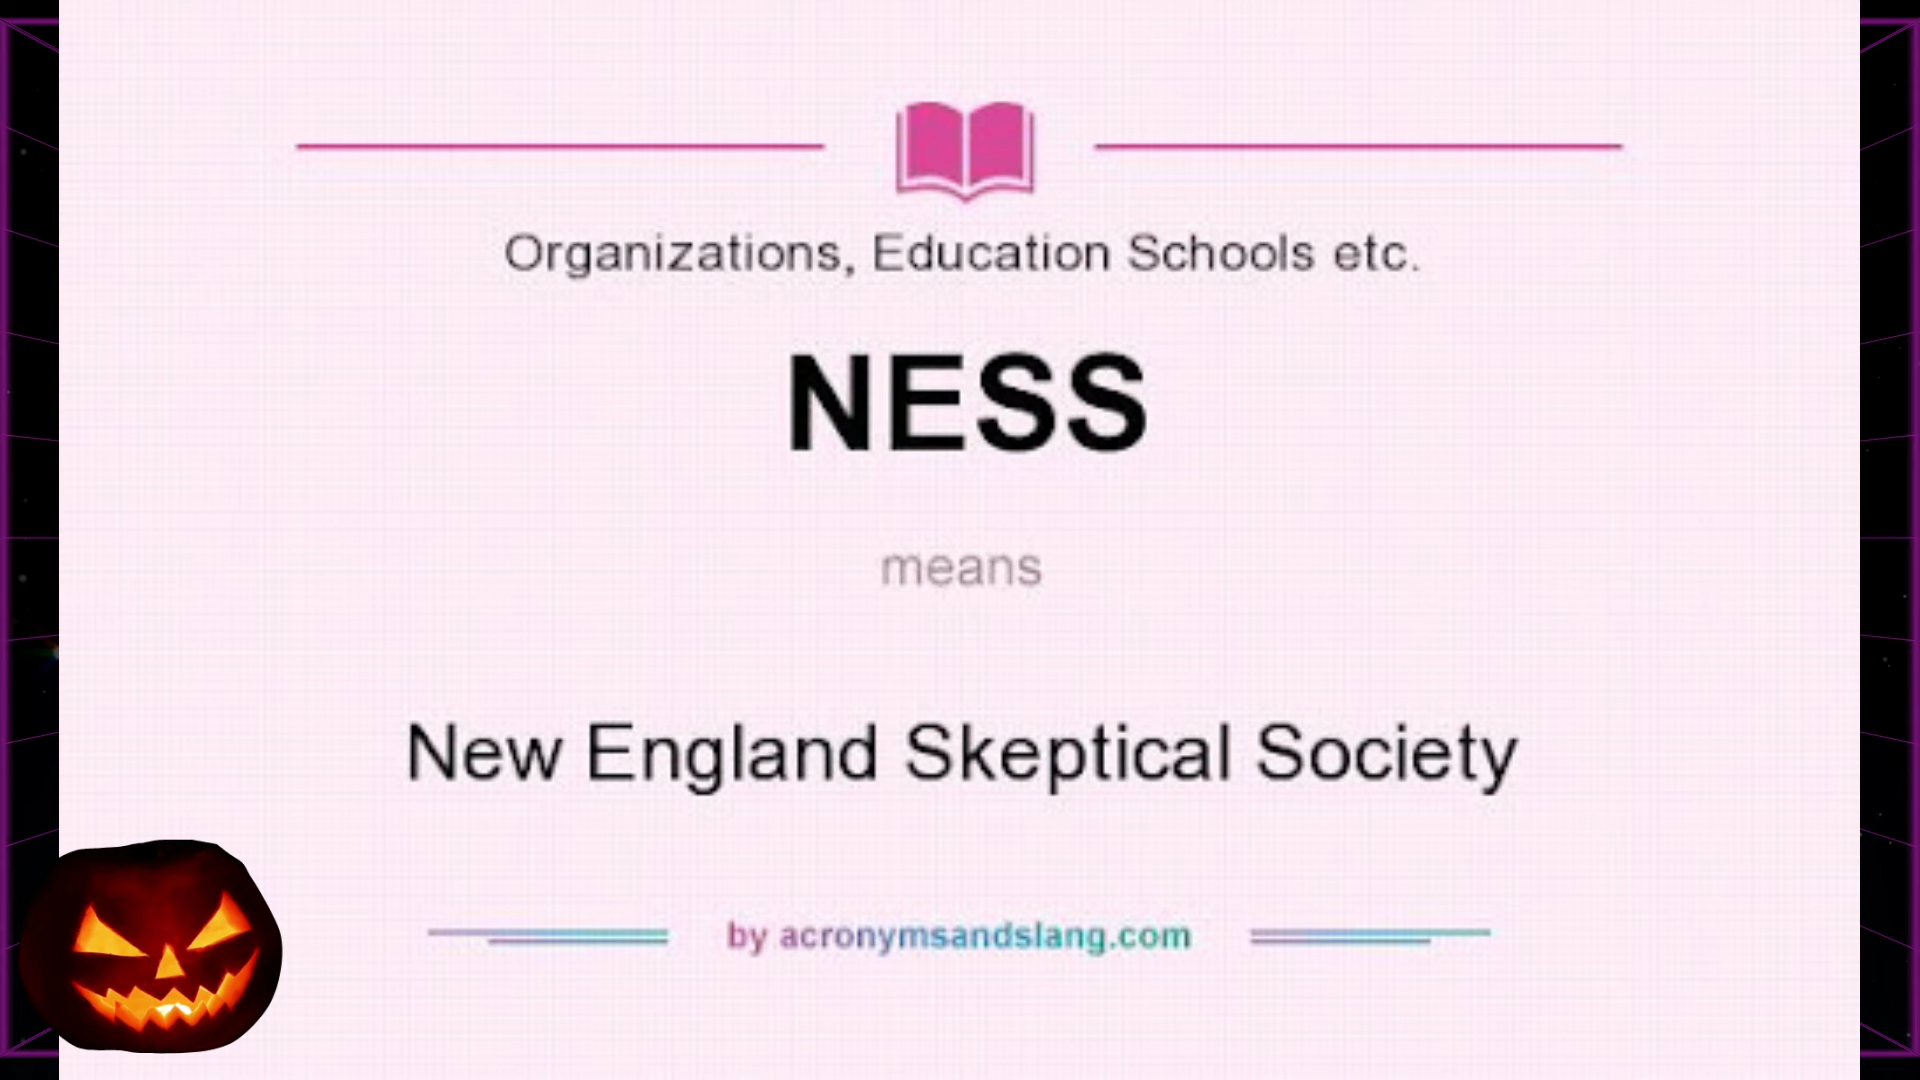 Organizations, Education Schools etc.
NESS
means
New England Skeptical Society
by acronymsandslang.com